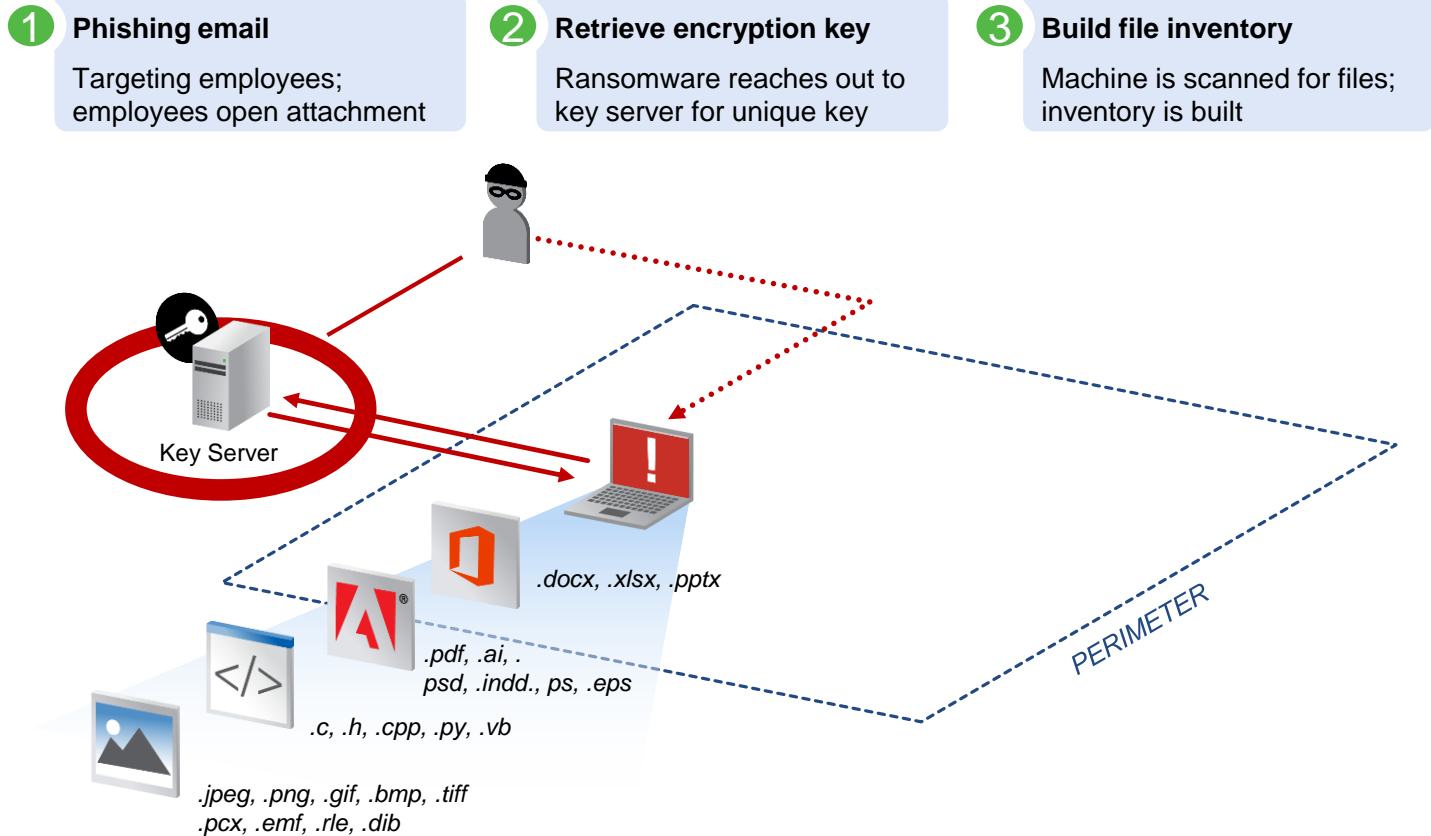 1 Phishing email
Targeting employees;
employees open attachment
2 Retrieve encryption key
Ransomware reaches out to
key server for unique key
3 Build file inventory
Machine is scanned for files;
inventory is built
Key Server
!
.docx, .xlsx, .pptx
®
.pdf, .ai, .
psd, .indd., ps, .eps
PERIMETER
</>
.c, .h, .cpp, .py, .vb
.jpeg, .png, .gif, .bmp, .tiff
.pcx, .emf, .rle, .dib